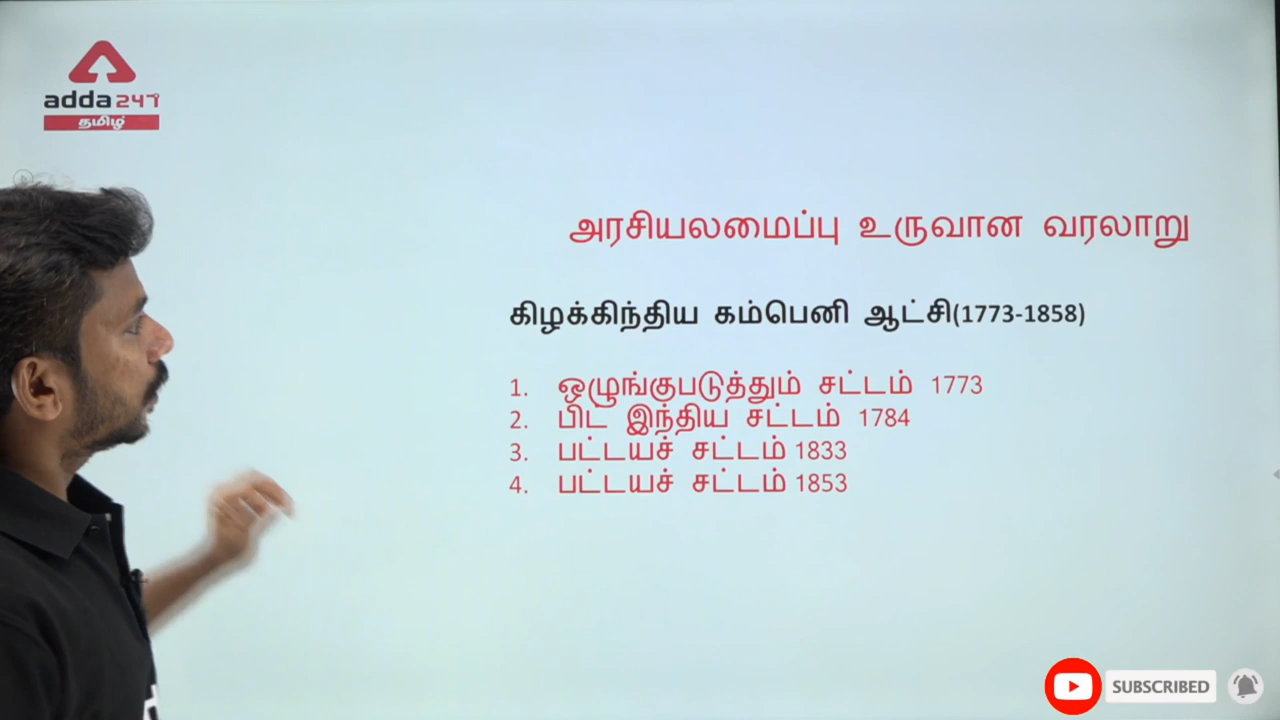 adda247
தமிழ்
அரசியலமைப்பு உருவான வரலாறு
கிழக்கிந்திய கம்பெனி ஆட்சி(1773-1858)
1. ஒழுங்குபடுத்தும் சட்டம் 1773
2. பிட் இந்திய சட்டம் 1784
3. பட்டயச் சட்டம் 1833
4. பட்டயச் சட்டம் 1853
SUBSCRIBED